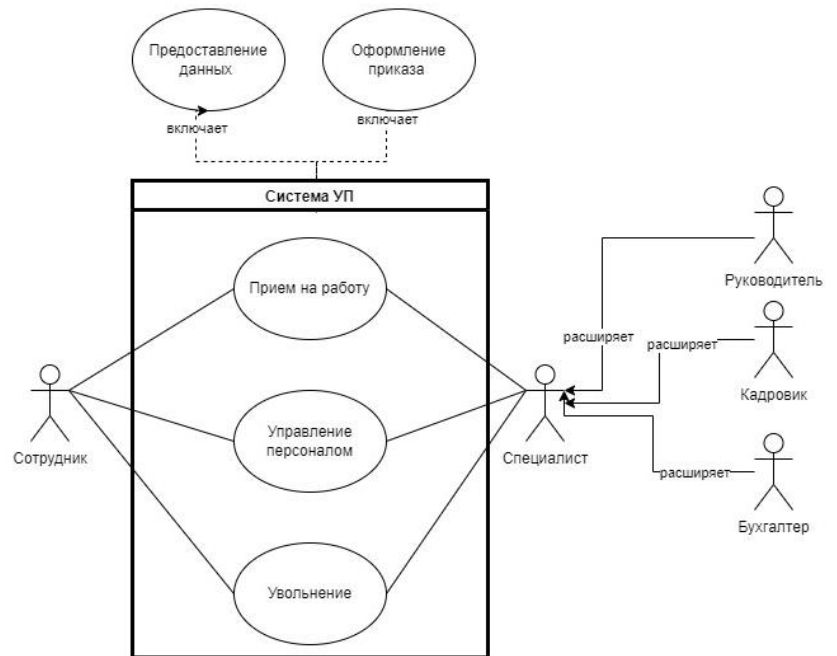 Предоставление
данных
Оформление
приказа
включает
включает
Система УП
Прием на работу
Руководитель
расширяет
расширяет
Кадровик
Сотрудник
Управление
персоналом
Специалист
расширяет
Бухгалтер
Увольнение